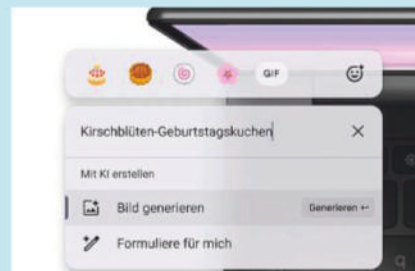 GIF
Kirschblüten-Geburtstagskuchen
Mit KI erstellen
Bild generieren
Generieren ↩
Formuliere für mich